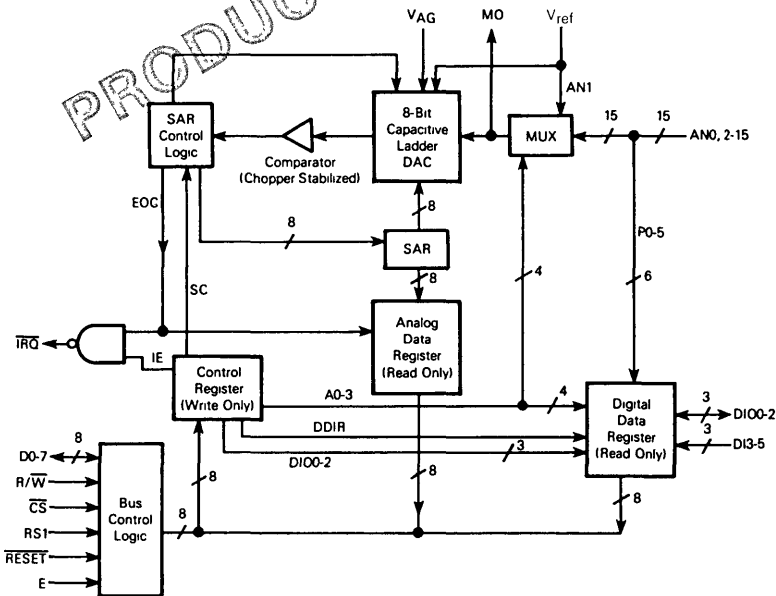 PRODUC
VAG
MO
Vref
AN1
SAR
Control
Logic
Comparator
(Chopper Stabilized)
8-Bit
Capacitive
Ladder
DAC
MUX
15
15
AN0, 2-15
EOC
8
8
SAR
8
P0-5
6
4
SC
IRQ
IE
Analog
Data
Register
(Read Only)
Control
Register
(Write Only)
A0-3
4
DDIR
DIO0-2
3
Digital
Data
Register
(Read Only)
3
DIO0-2
3
DI3-5
8
D0-7
R/W
CS
RS1
RESET
E
Bus
Control
Logic
8
8
8
8